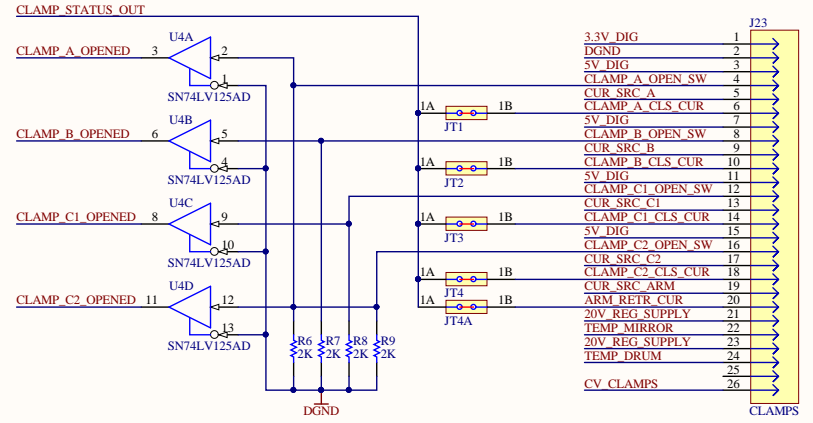 CLAMP_STATUS_OUT
J23
U4A
CLAMP_A_OPENED 3 2
1
SN74LV125AD
U4B
CLAMP_B_OPENED 6 5
4
SN74LV125AD
U4C
CLAMP_C1_OPENED 8 9
10
SN74LV125AD
U4D
CLAMP_C2_OPENED 11 12
13
SN74LV125AD
R6 R7 R8 R9
2K 2K 2K 2K
DGND
1A 1B
JT1
1A 1B
JT2
1A 1B
JT3
1A 1B
JT4
1A 1B
JT4A
3.3V_DIG 1
DGND 2
5V_DIG 3
CLAMP_A_OPEN_SW 4
CUR_SRC_A 5
CLAMP_A_CLS_CUR 6
5V_DIG 7
CLAMP_B_OPEN_SW 8
CUR_SRC_B 9
CLAMP_B_CLS_CUR 10
5V_DIG 11
CLAMP_C1_OPEN_SW 12
CUR_SRC_C1 13
CLAMP_C1_CLS_CUR 14
5V_DIG 15
CLAMP_C2_OPEN_SW 16
CUR_SRC_C2 17
CLAMP_C2_CLS_CUR 18
CUR_SRC_ARM 19
ARM_RETR_CUR 20
20V_REG_SUPPLY 21
TEMP_MIRROR 22
20V_REG_SUPPLY 23
TEMP_DRUM 24
25
CV_CLAMPS 26
CLAMPS